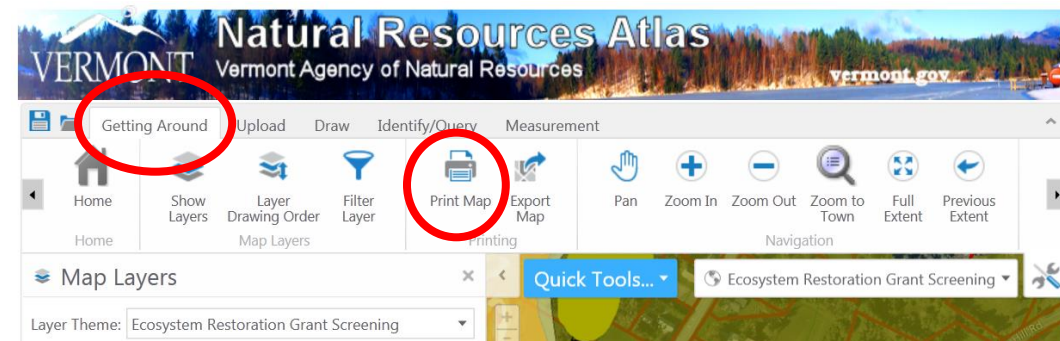 VERMONT
Natural Resources Atlas
Vermont Agency of Natural Resources
vermont.gov
Getting Around Upload Draw Identify/Query Measurement
Home Show Layers Layer Drawing Order Filter Layer Print Map Export Map Pan Zoom In Zoom Out Zoom to Town Full Extent Previous Extent
Home Map Layers Printing Navigation
Map Layers
Quick Tools...
Ecosystem Restoration Grant Screening
Layer Theme: Ecosystem Restoration Grant Screening